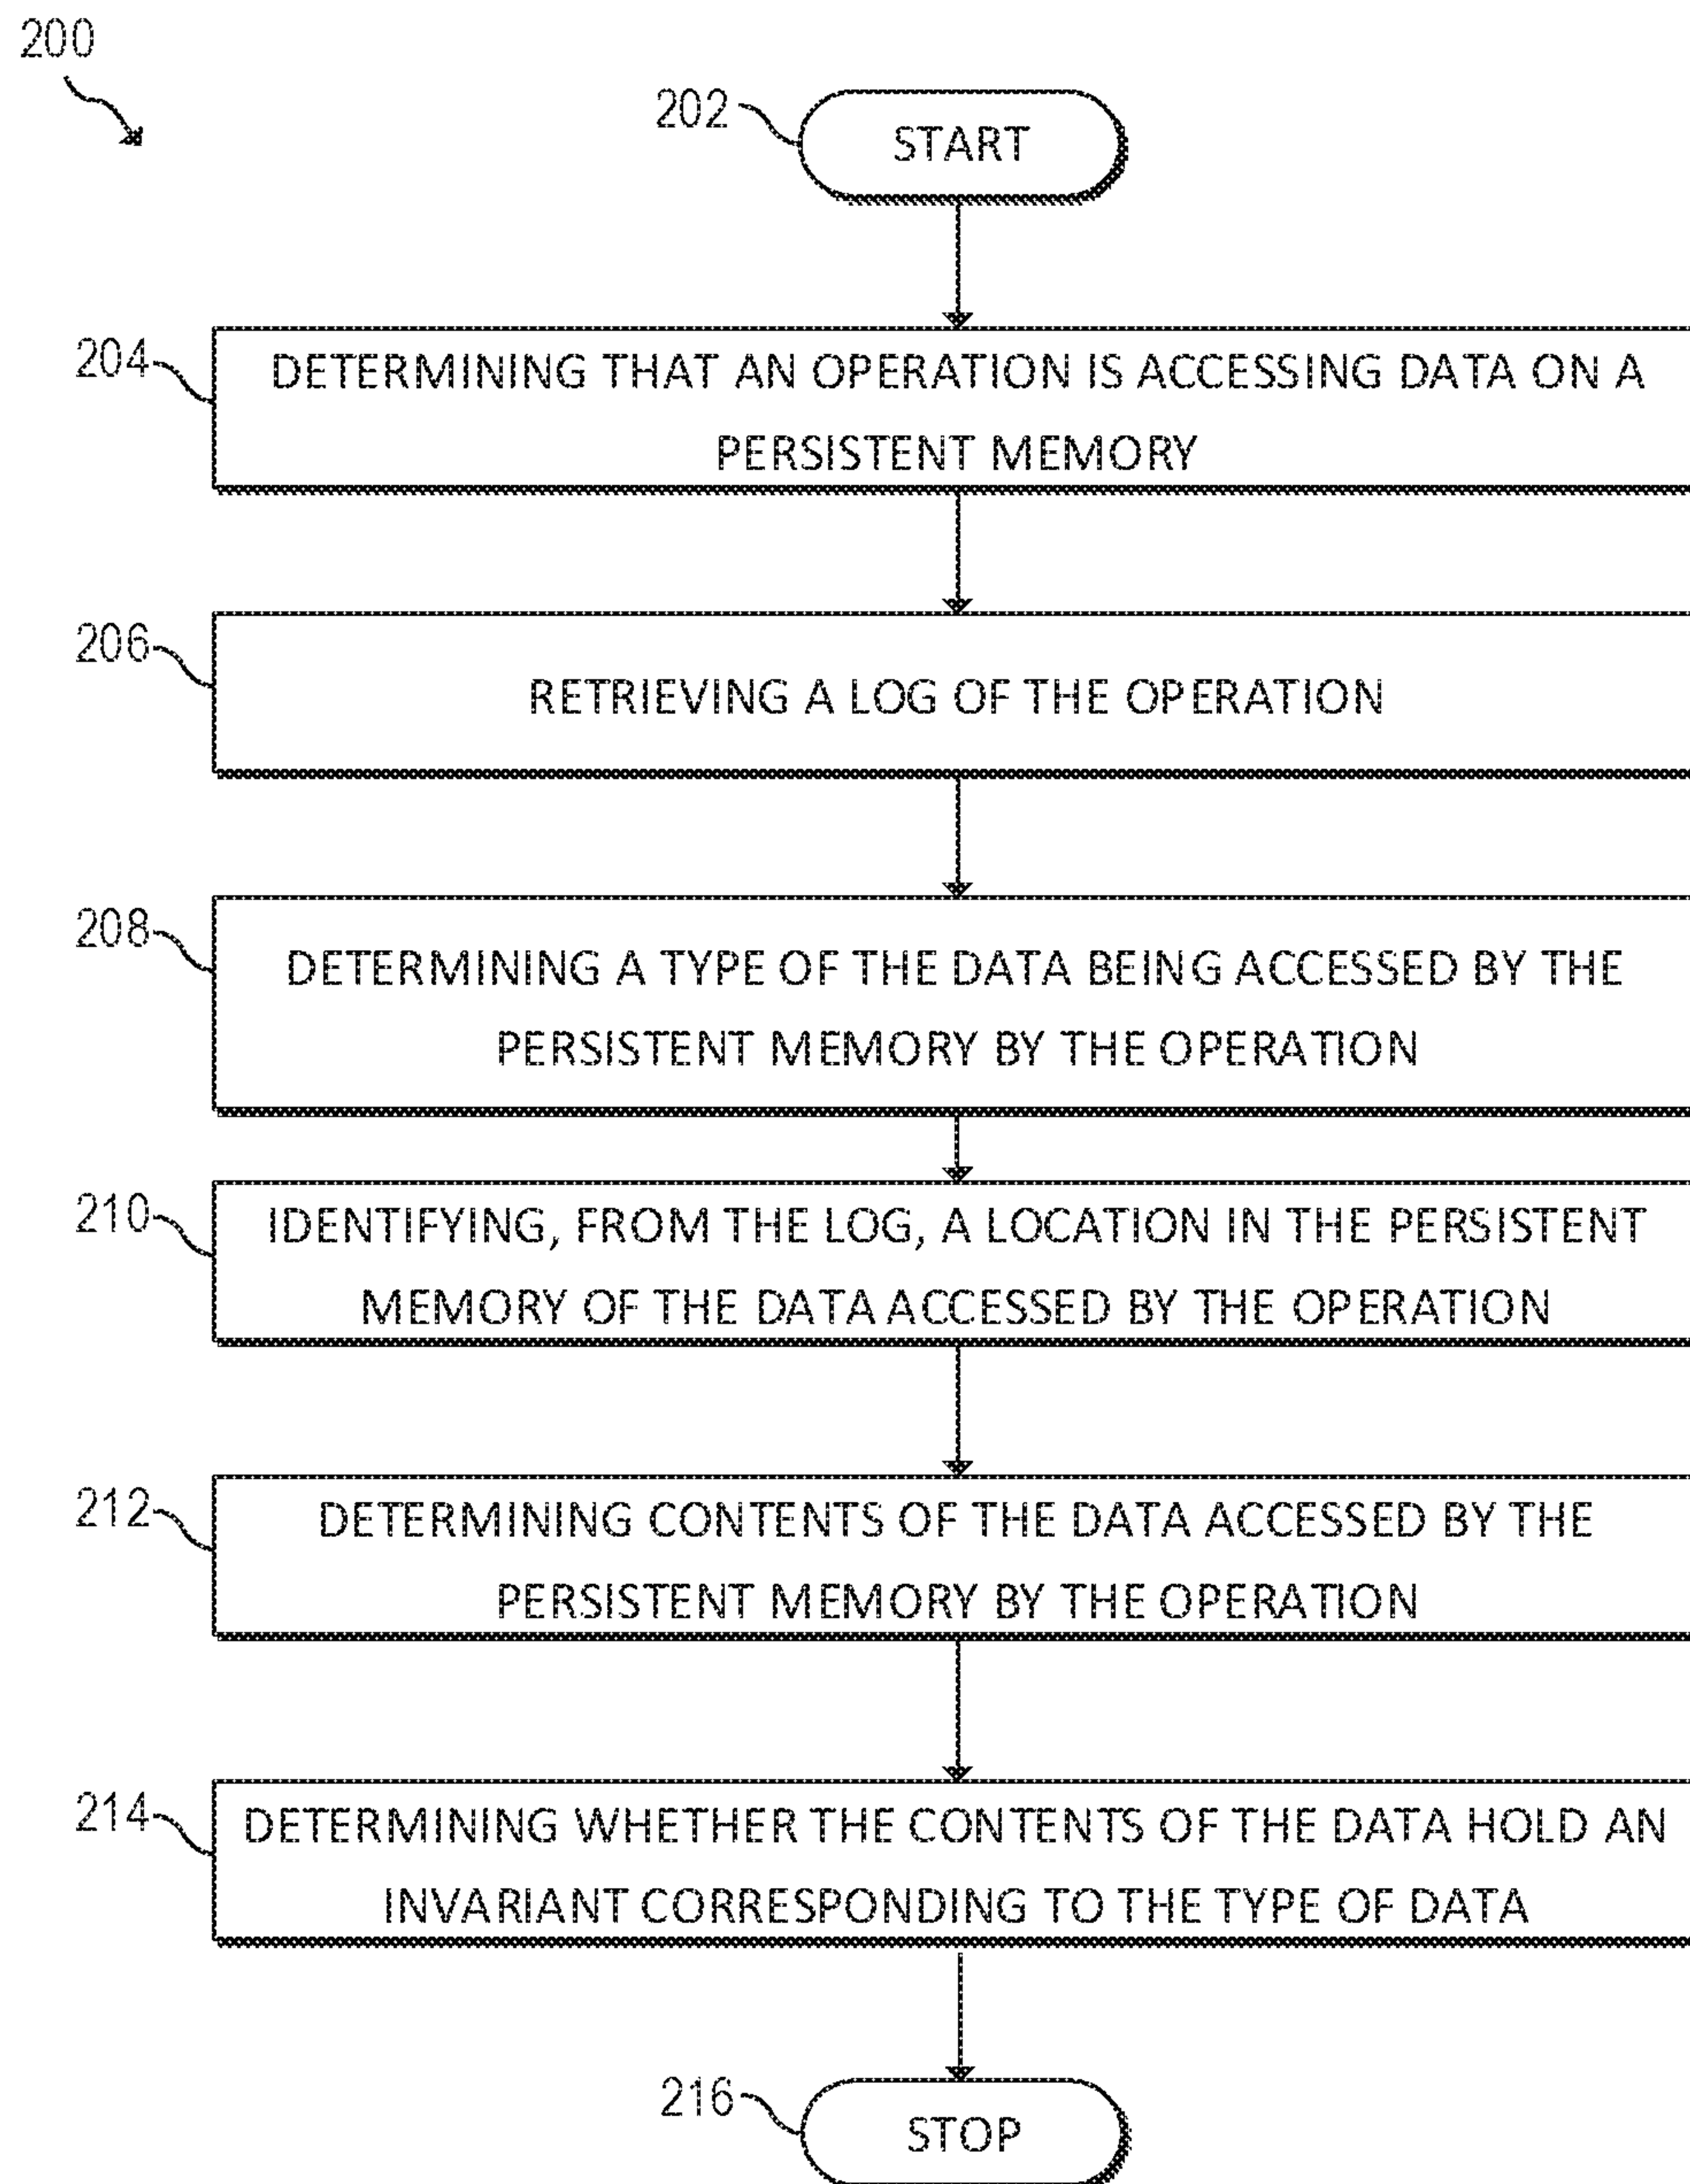 200
202
START
204
DETERMINING THAT AN OPERATION IS ACCESSING DATA ON A
PERSISTENT MEMORY
206
RETRIEVING A LOG OF THE OPERATION
208
DETERMINING A TYPE OF THE DATA BEING ACCESSED BY THE
PERSISTENT MEMORY BY THE OPERATION
210
IDENTIFYING, FROM THE LOG, A LOCATION IN THE PERSISTENT
MEMORY OF THE DATA ACCESSED BY THE OPERATION
212
DETERMINING CONTENTS OF THE DATA ACCESSED BY THE
PERSISTENT MEMORY BY THE OPERATION
214
DETERMINING WHETHER THE CONTENTS OF THE DATA HOLD AN
INVARIANT CORRESPONDING TO THE TYPE OF DATA
216
STOP